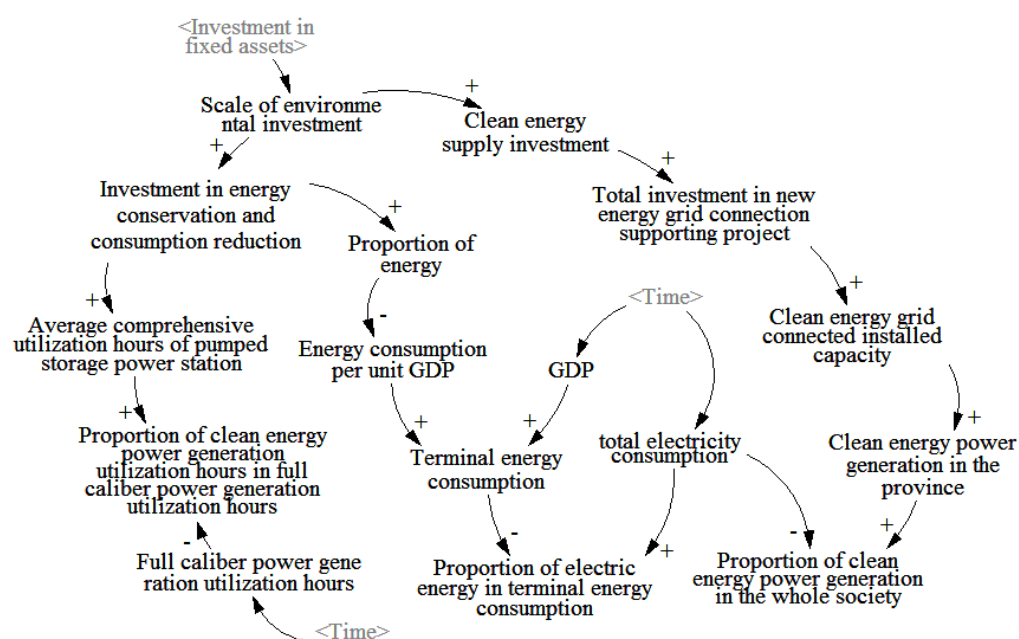 <Investment in
fixed assets>
+
Scale of environme
ntal investment
Clean energy
supply investment
+
+
Investment in energy
conservation and
consumption reduction
Total investment in new
energy grid connection
supporting project
+
Proportion of
energy
+
<Time>
+
Average comprehensive
utilization hours of pumped
storage power station
-
Energy consumption
per unit GDP
GDP
Clean energy grid
connected installed
capacity
+
+
+
+
Proportion of clean energy
power generation
utilization hours in full
caliber power generation
utilization hours
Terminal energy
consumption
total electricity
consumption
Clean energy power
generation in the
province
-
-
+
-
+
Full caliber power gene
ration utilization hours
Proportion of electric
energy in terminal energy
consumption
Proportion of clean
energy power generation
in the whole society
<Time>